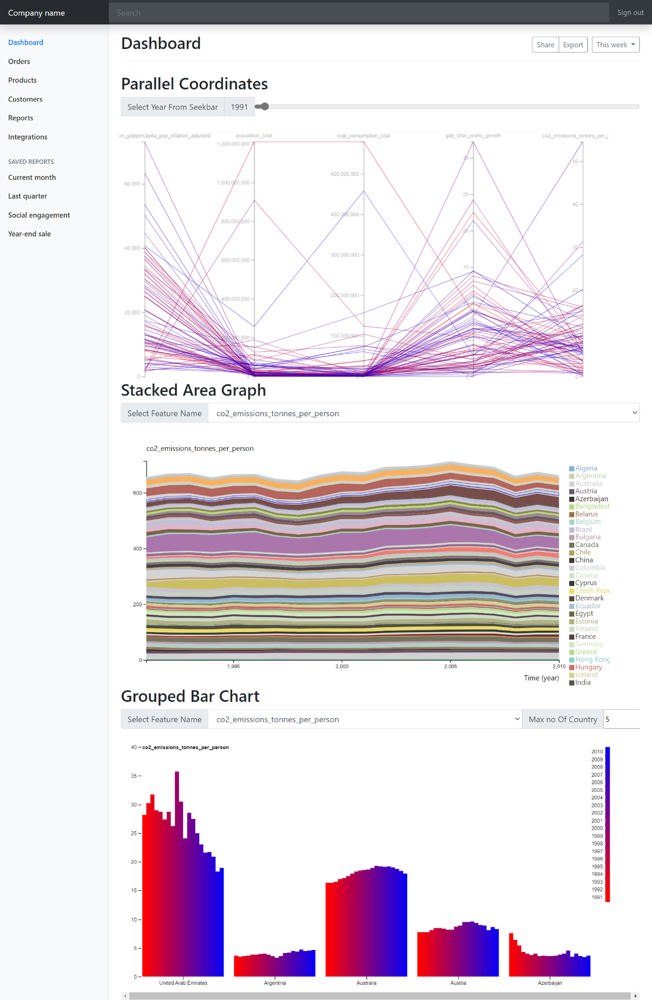 Company name
Search
Sign out
Dashboard
Orders
Products
Customers
Reports
Integrations
SAVED REPORTS
Current month
Last quarter
Social engagement
Year-end sale
Dashboard
Share
Export
This week
Parallel Coordinates
Select Year From Seekbar
1991
on_gdppercapita_ppp_inflation_adjusted
population_total
coal_consumption_total
gdp_total_yearly_growth
co2_emissions_tonnes_per_
60,000
40,000
20,000
0
1,200,000,000
1,000,000,000
800,000,000
600,000,000
400,000,000
0
500,000,000
400,000,000
300,000,000
200,000,000
100,000,000
0
30
25
20
15
5
0
50
40
30
20
0
Stacked Area Graph
Select Feature Name
co2_emissions_tonnes_per_person
co2_emissions_tonnes_per_person
600
400
200
0
1,995
2,000
2,005
2,010
Time (year)
Algeria
Argentina
Australia
Austria
Azerbaijan
Bangladesh
Belarus
Belgium
Brazil
Bulgaria
Canada
Chile
China
Colombia
Croatia
Cyprus
Czech Repu
Denmark
Ecuador
Egypt
Estonia
Finland
France
Germany
Greece
Hong Kong
Hungary
Iceland
India
Grouped Bar Chart
Select Feature Name
co2_emissions_tonnes_per_person
Max no Of Country
5
co2_emissions_tonnes_per_person
40
35
30
25
20
15
10
5
0
United Arab Emirates
Argentina
Australia
Austria
Azerbaijan
2010
2009
2008
2007
2006
2005
2004
2003
2002
2001
2000
1999
1998
1997
1996
1995
1994
1993
1992
1991